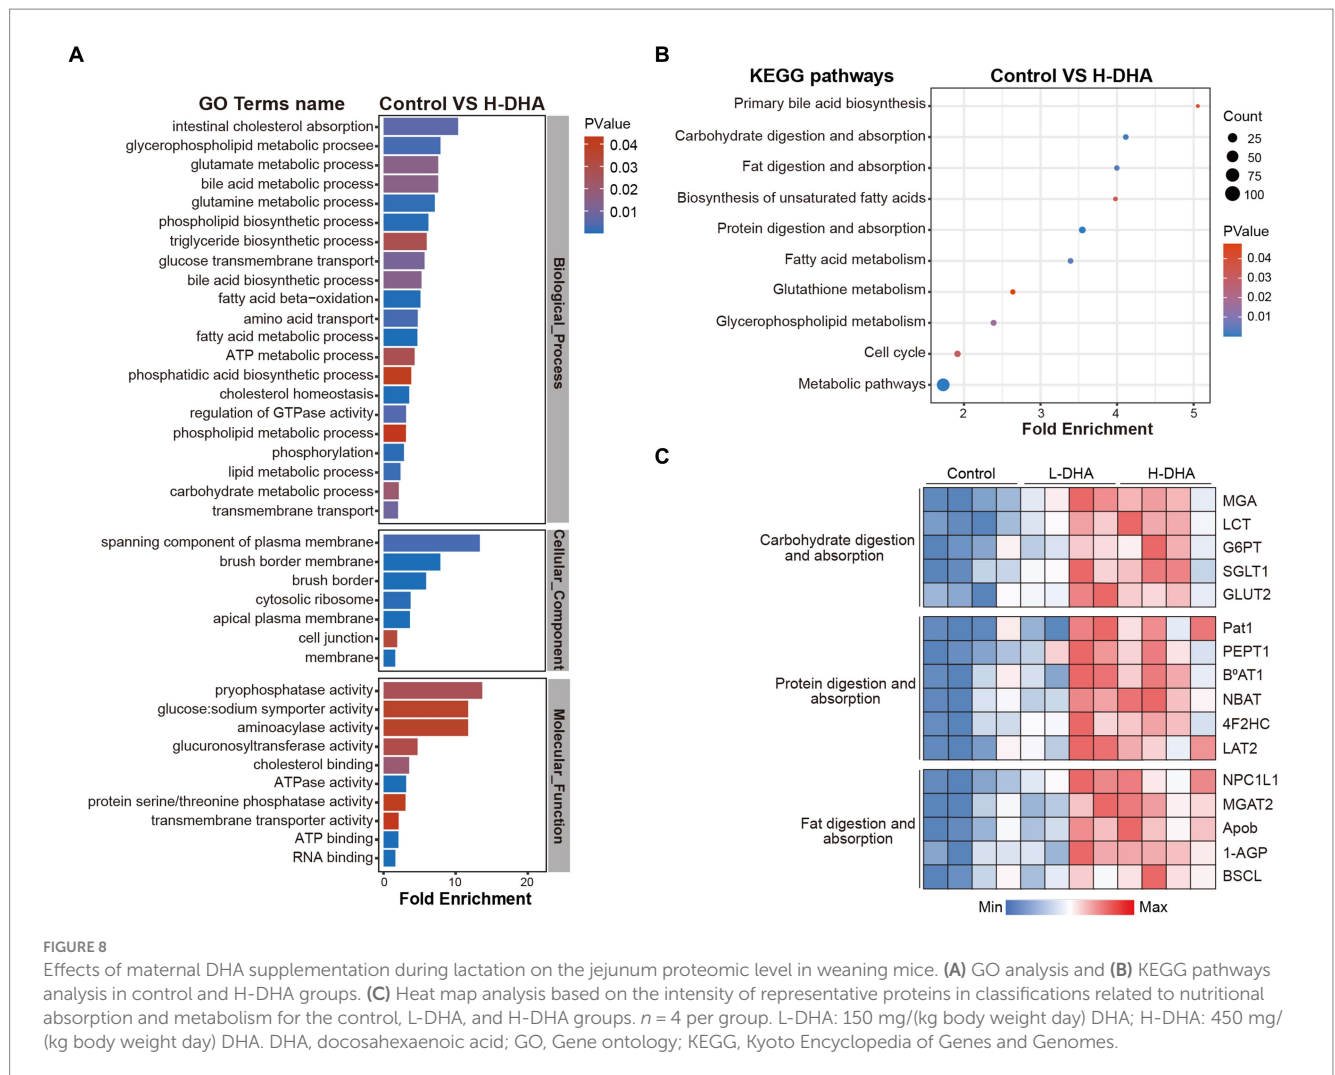 A
GO Terms name
Control VS H-DHA
intestinal cholesterol absorption
glycerophospholipid metabolic procsee
glutamate metabolic process
bile acid metabolic process
glutamine metabolic process
phospholipid biosynthetic process
triglyceride biosynthetic process
glucose transmembrane transport
bile acid biosynthetic process
fatty acid beta−oxidation
amino acid transport
fatty acid metabolic process
ATP metabolic process
phosphatidic acid biosynthetic process
cholesterol homeostasis
regulation of GTPase activity
phospholipid metabolic process
phosphorylation
lipid metabolic process
carbohydrate metabolic process
transmembrane transport
Biological_Process
spanning component of plasma membrane
brush border membrane
brush border
cytosolic ribosome
apical plasma membrane
cell junction
membrane
Cellular_Component
pryophosphatase activity
glucose:sodium symporter activity
aminoacylase activity
glucuronosyltransferase activity
cholesterol binding
ATPase activity
protein serine/threonine phosphatase activity
transmembrane transporter activity
ATP binding
RNA binding
Molecular_Function
0 10 20
Fold Enrichment
PValue
0.04
0.03
0.02
0.01
B
KEGG pathways
Control VS H-DHA
Primary bile acid biosynthesis
Carbohydrate digestion and absorption
Fat digestion and absorption
Biosynthesis of unsaturated fatty acids
Protein digestion and absorption
Fatty acid metabolism
Glutathione metabolism
Glycerophospholipid metabolism
Cell cycle
Metabolic pathways
2 3 4 5
Fold Enrichment
Count
25
50
75
100
PValue
0.04
0.03
0.02
0.01
C
Control L-DHA H-DHA
Carbohydrate digestion
and absorption
MGA
LCT
G6PT
SGLT1
GLUT2
Protein digestion and
absorption
Pat1
PEPT1
B⁰AT1
NBAT
4F2HC
LAT2
Fat digestion and
absorption
NPC1L1
MGAT2
Apob
1-AGP
BSCL
Min Max
FIGURE 8
Effects of maternal DHA supplementation during lactation on the jejunum proteomic level in weaning mice. (A) GO analysis and (B) KEGG pathways
analysis in control and H-DHA groups. (C) Heat map analysis based on the intensity of representative proteins in classifications related to nutritional
absorption and metabolism for the control, L-DHA, and H-DHA groups. n = 4 per group. L-DHA: 150 mg/(kg body weight day) DHA; H-DHA: 450 mg/
(kg body weight day) DHA. DHA, docosahexaenoic acid; GO, Gene ontology; KEGG, Kyoto Encyclopedia of Genes and Genomes.